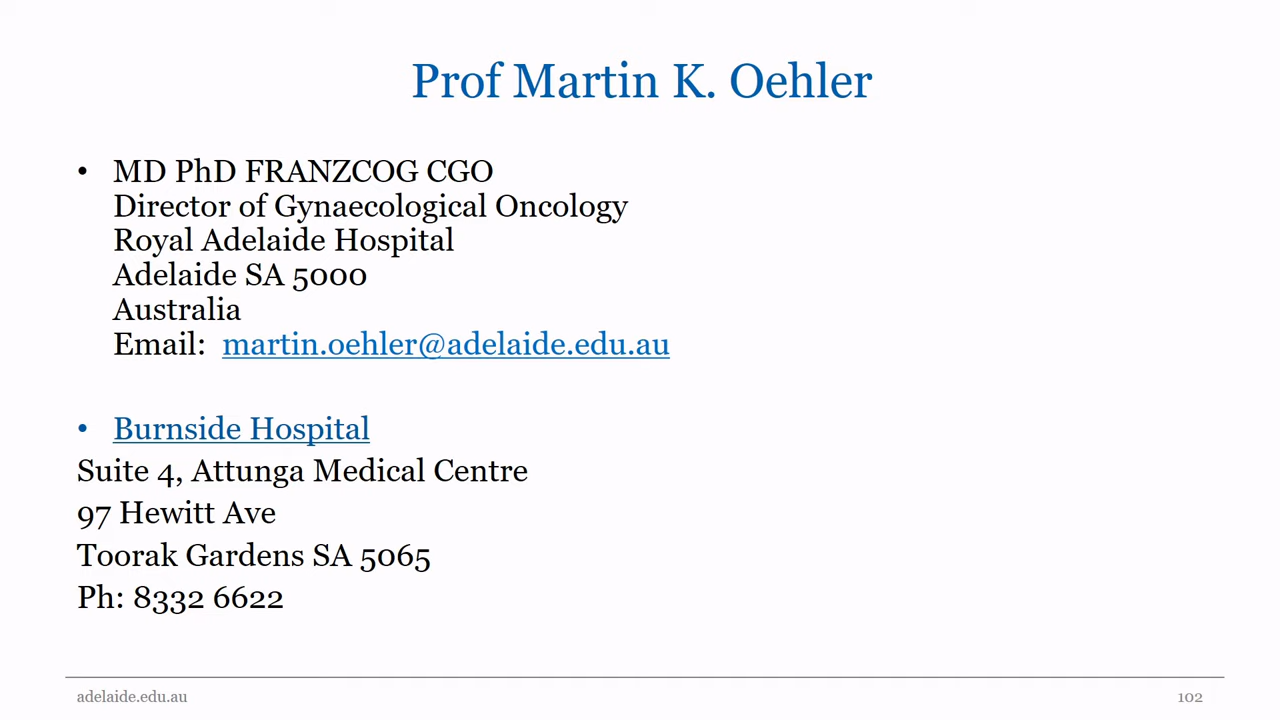 Prof Martin K. Oehler
• MD PhD FRANZCOG CGO
Director of Gynaecological Oncology
Royal Adelaide Hospital
Adelaide SA 5000
Australia
Email: martin.oehler@adelaide.edu.au
• Burnside Hospital
Suite 4, Attunga Medical Centre
97 Hewitt Ave
Toorak Gardens SA 5065
Ph: 8332 6622
adelaide.edu.au
102